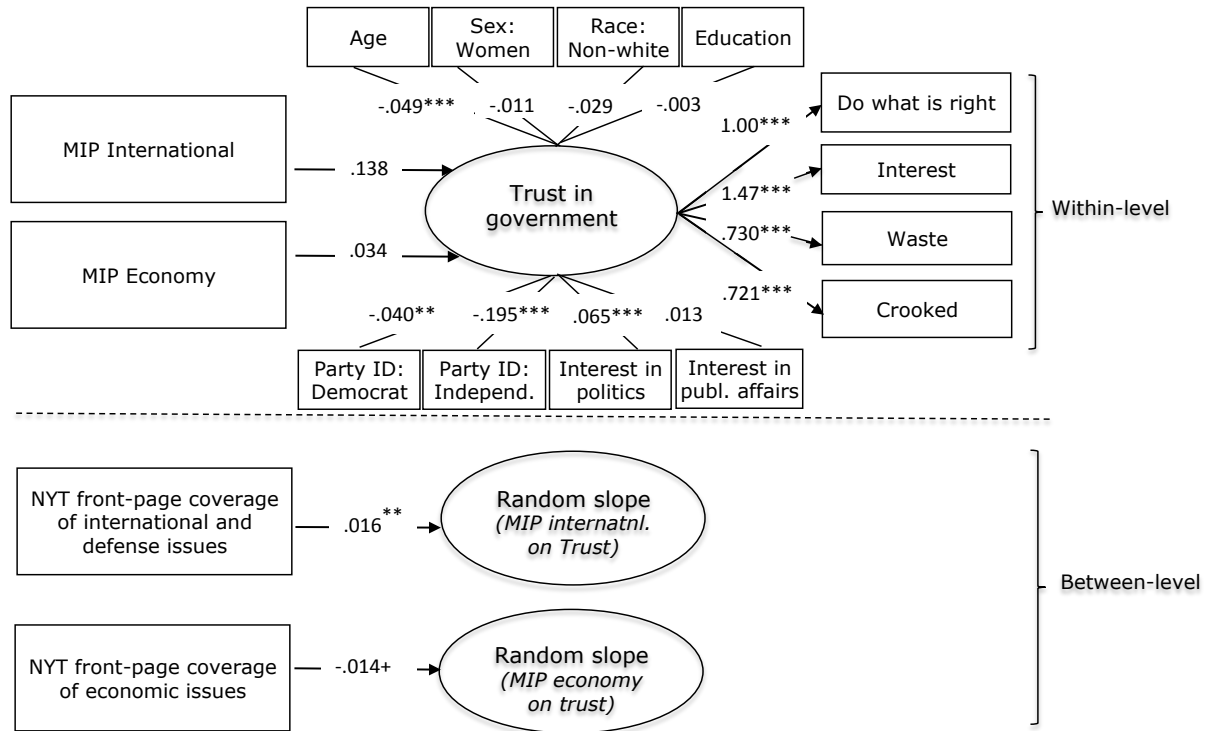 Age
Sex:
Women
Race:
Non-white
Education
-.049***
-.011
-.029
-.003
MIP International
.138
MIP Economy
.034
Trust in
government
1.00***
1.47***
.730***
.721***
Do what is right
Interest
Waste
Crooked
Within-level
-.040**
-.195***
.065***
.013
Party ID:
Democrat
Party ID:
Independ.
Interest in
politics
Interest in
publ. affairs
NYT front-page coverage
of international and
defense issues
.016**
Random slope
(MIP internatnl.
on Trust)
Between-level
NYT front-page coverage
of economic issues
-.014+
Random slope
(MIP economy
on trust)